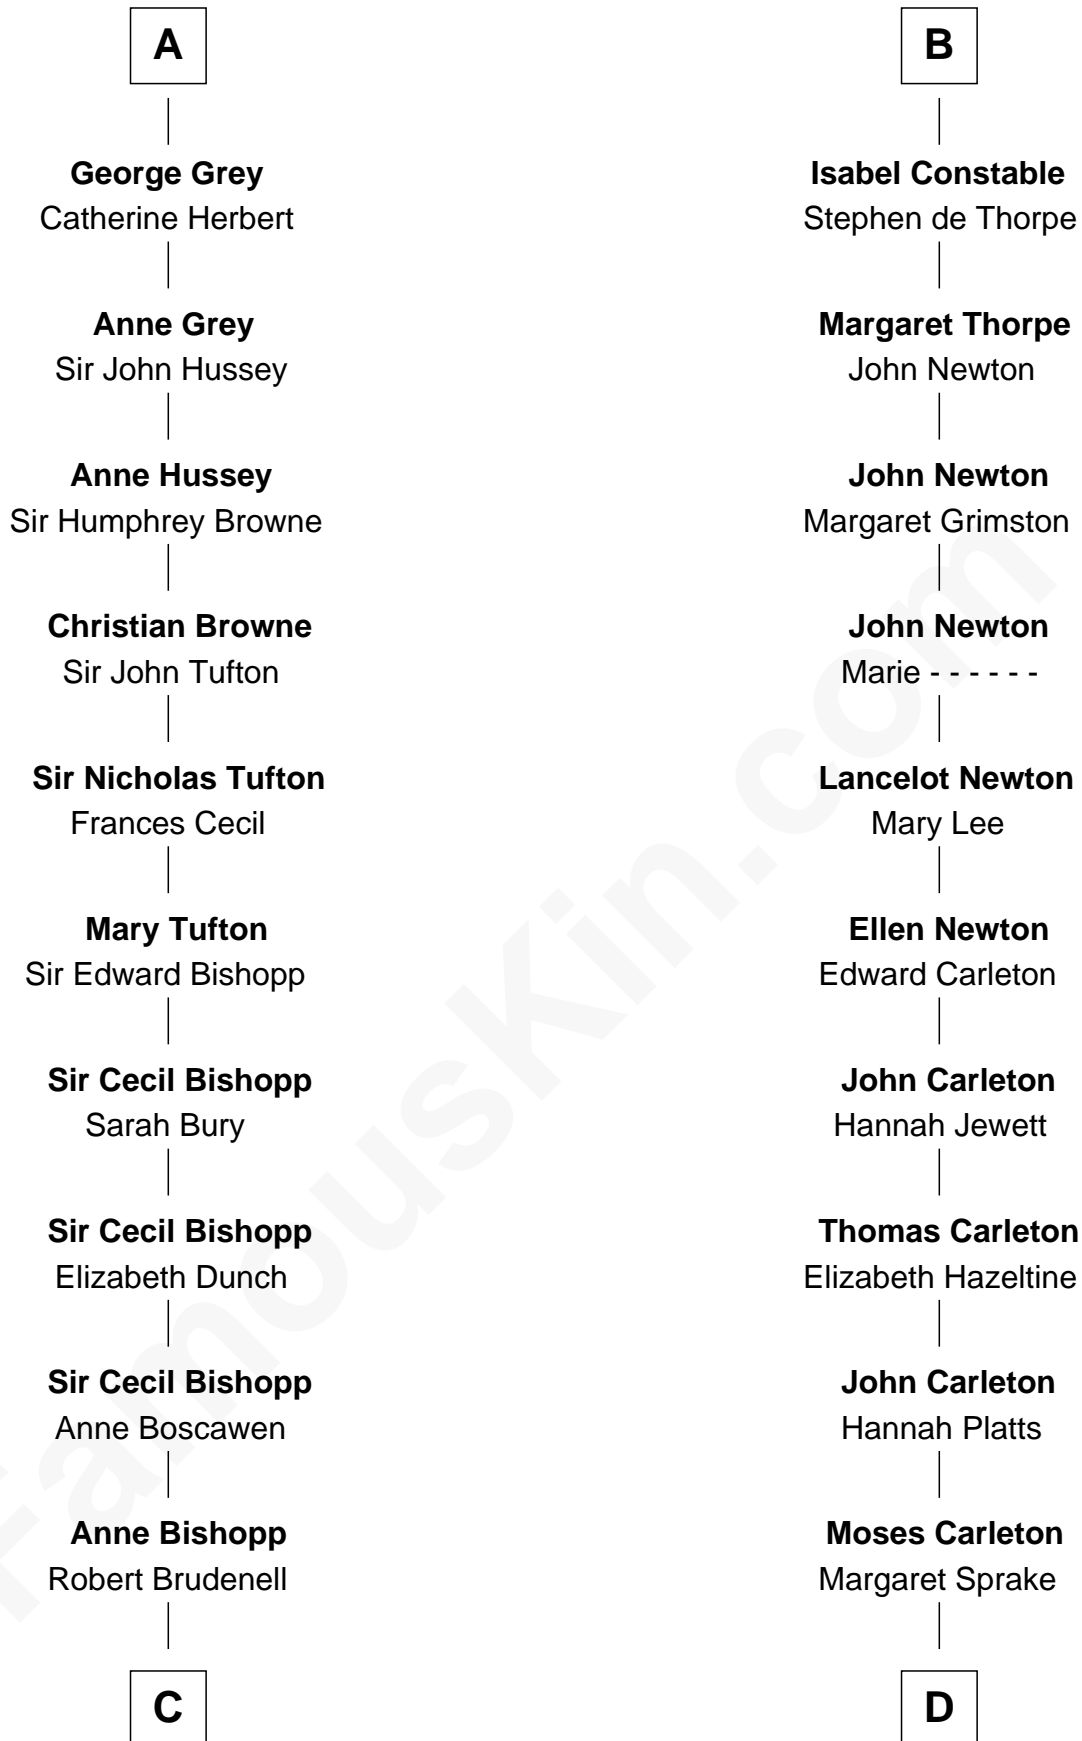 A
George Grey
Catherine Herbert
Anne Grey
Sir John Hussey
Anne Hussey
Sir Humphrey Browne
Christian Browne
Sir John Tufton
Sir Nicholas Tufton
Frances Cecil
Mary Tufton
Sir Edward Bishopp
Sir Cecil Bishopp
Sarah Bury
Sir Cecil Bishopp
Elizabeth Dunch
Sir Cecil Bishopp
Anne Boscawen
Anne Bishopp
Robert Brudenell
C
B
Isabel Constable
Stephen de Thorpe
Margaret Thorpe
John Newton
John Newton
Margaret Grimston
John Newton
Marie - - - - - -
Lancelot Newton
Mary Lee
Ellen Newton
Edward Carleton
John Carleton
Hannah Jewett
Thomas Carleton
Elizabeth Hazeltine
John Carleton
Hannah Platts
Moses Carleton
Margaret Sprake
D
FamousKin.com